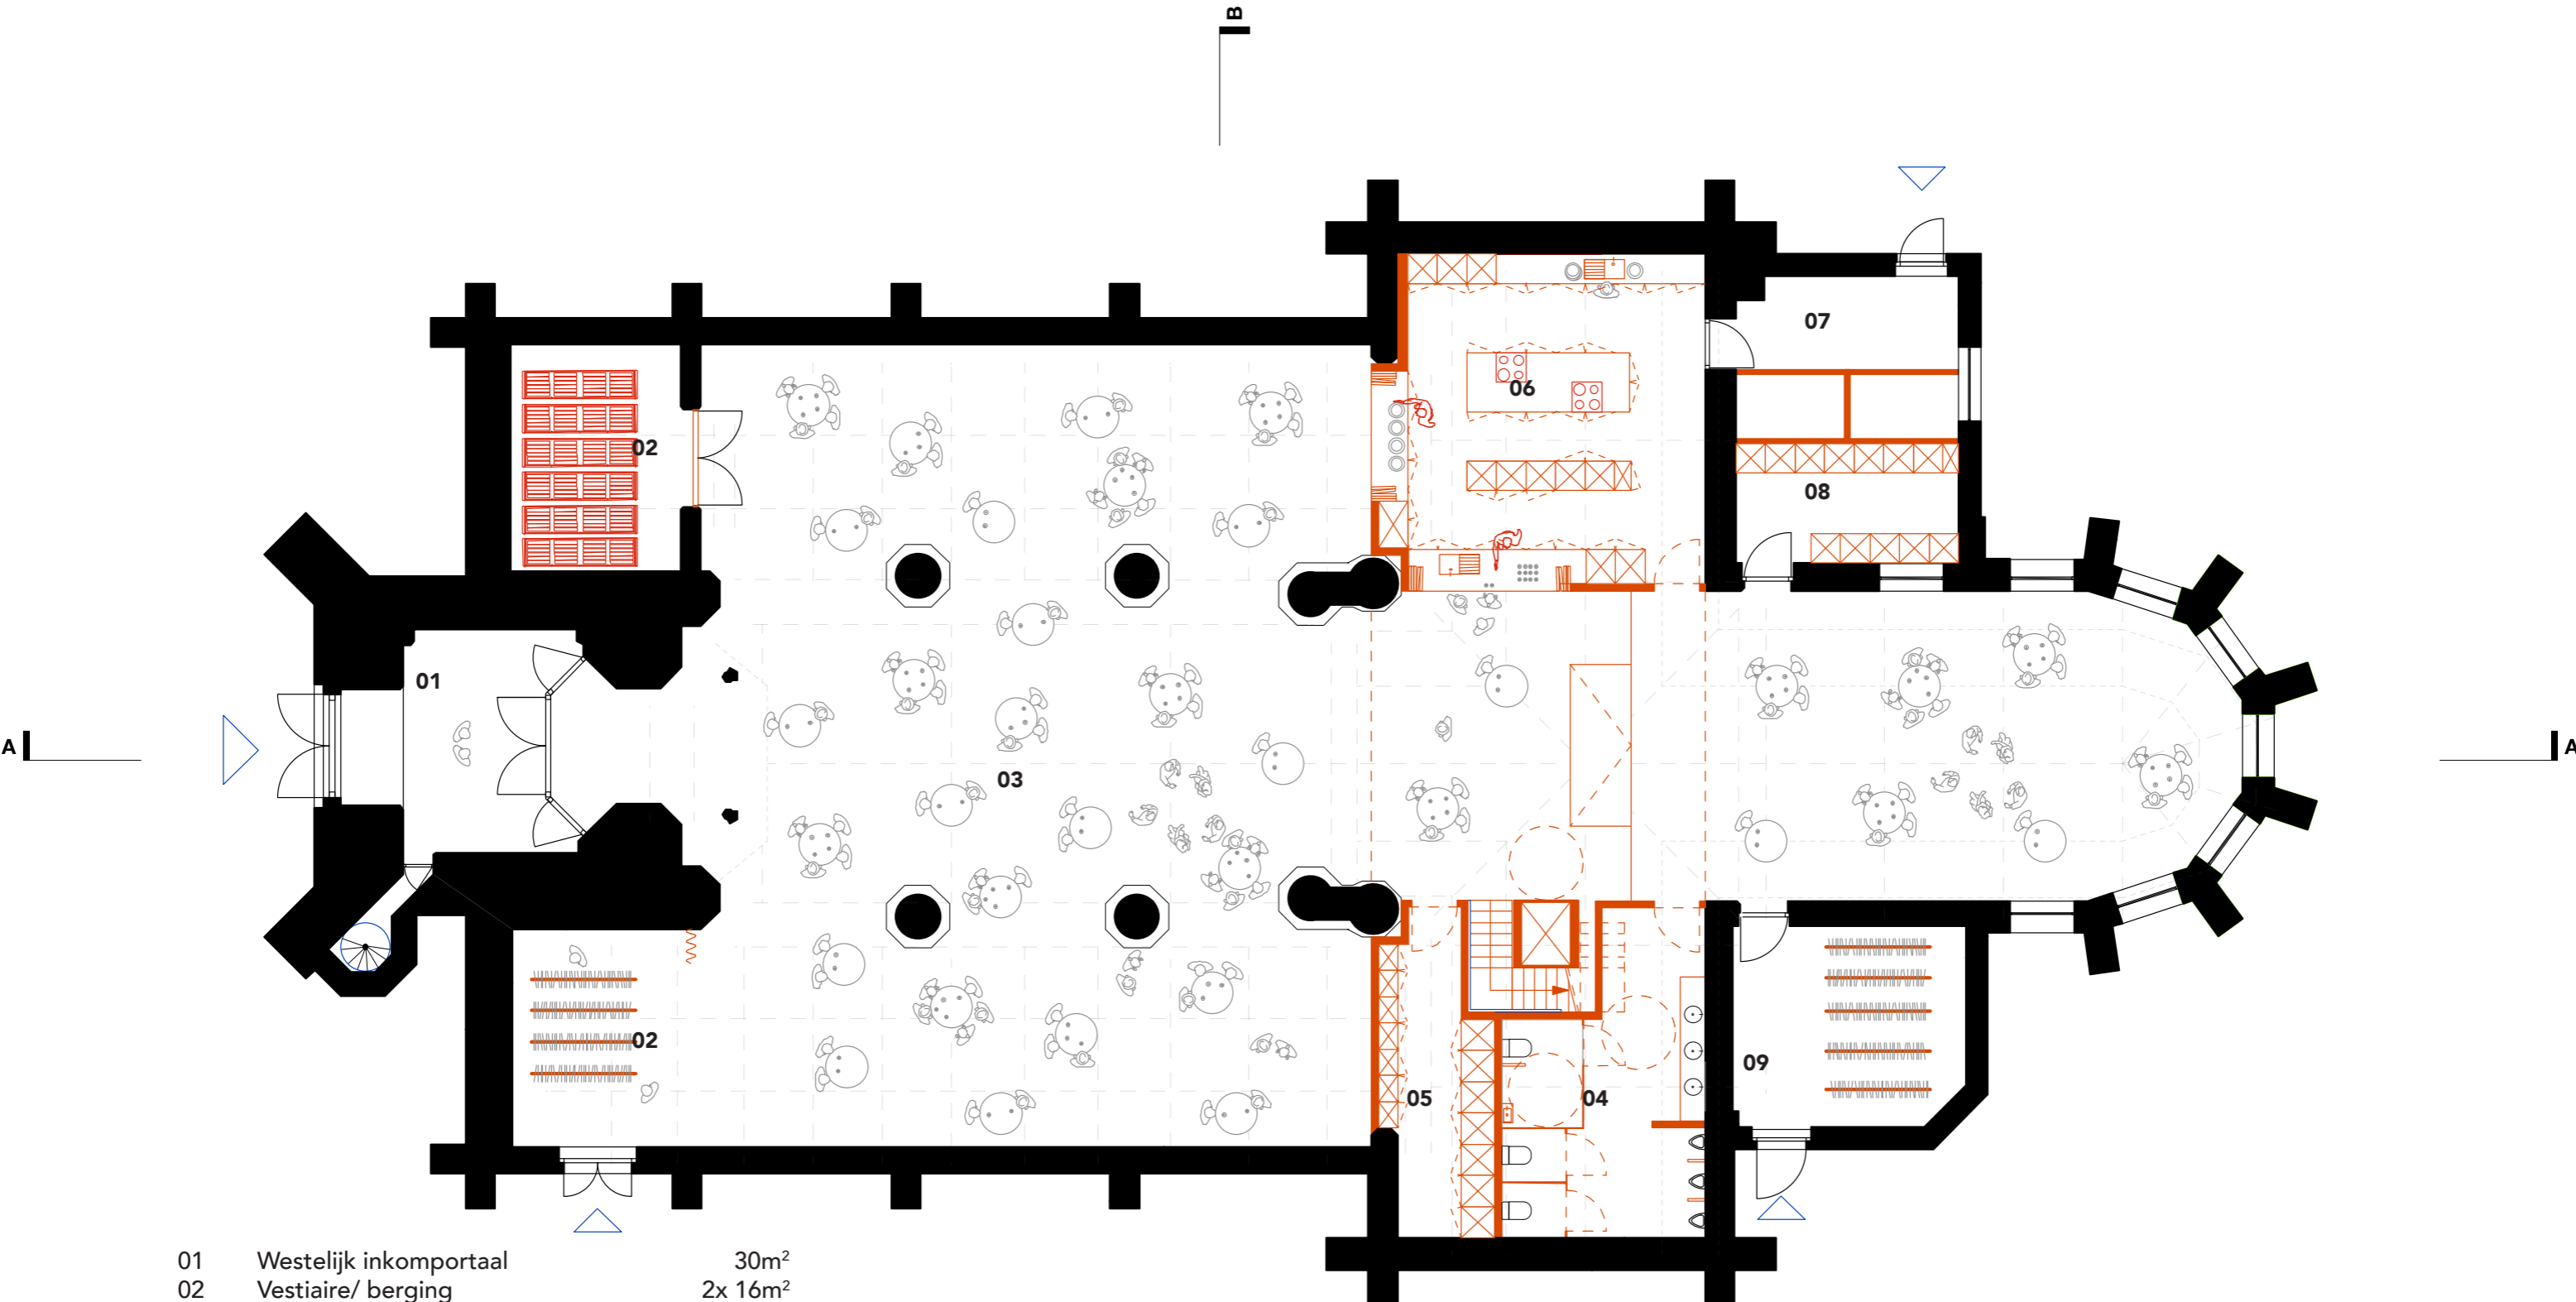 B
07
06
02
08
01
A
A
03
02
09
05
04
01 Westelijk inkomportaal 30m²
02 Vestiaire/ berging 2x 16m²